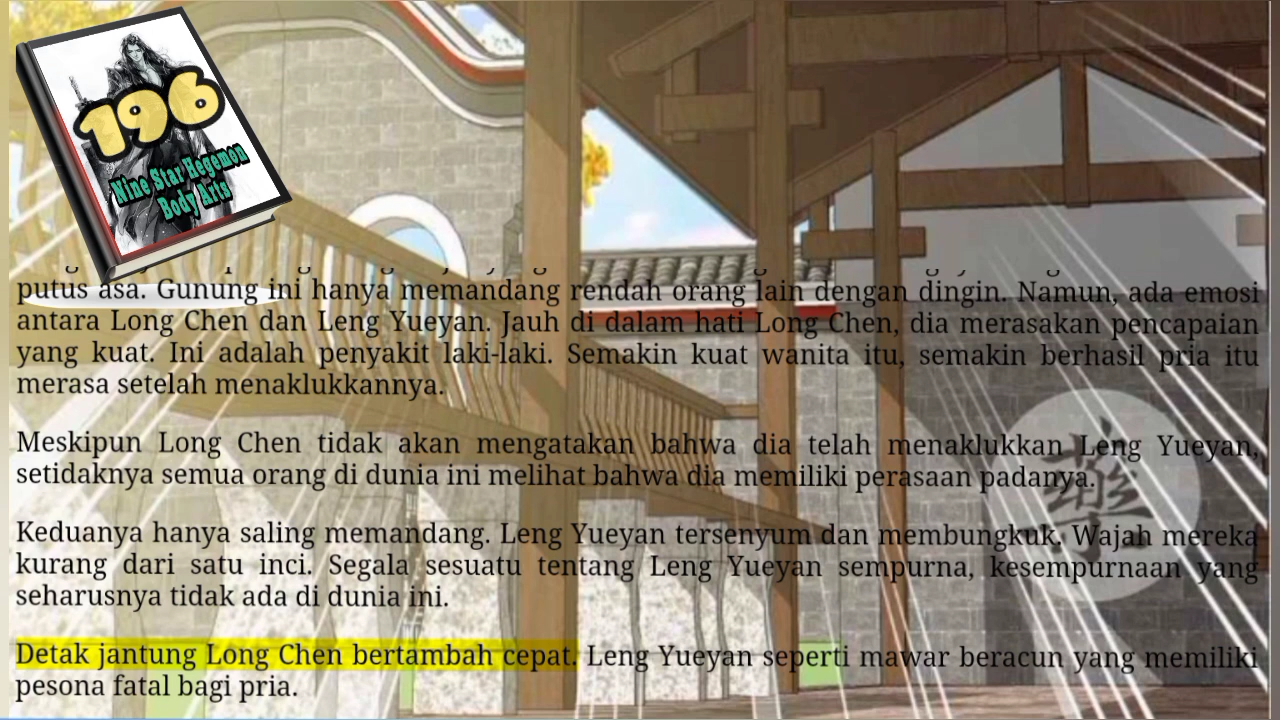 196
Nine Star Hegemon
Body Arts
putus asa. Gunung ini hanya memandang rendah orang lain dengan dingin. Namun, ada emosi
antara Long Chen dan Leng Yueyan. Jauh di dalam hati Long Chen, dia merasakan pencapaian
yang kuat. Ini adalah penyakit laki-laki. Semakin kuat wanita itu, semakin berhasil pria itu
merasa setelah menaklukkannya.
Meskipun Long Chen tidak akan mengatakan bahwa dia telah menaklukkan Leng Yueyan,
setidaknya semua orang di dunia ini melihat bahwa dia memiliki perasaan padanya.
Keduanya hanya saling memandang. Leng Yueyan tersenyum dan membungkuk. Wajah mereka
kurang dari satu inci. Segala sesuatu tentang Leng Yueyan sempurna, kesempurnaan yang
seharusnya tidak ada di dunia ini.
Detak jantung Long Chen bertambah cepat. Leng Yueyan seperti mawar beracun yang memiliki
pesona fatal bagi pria.